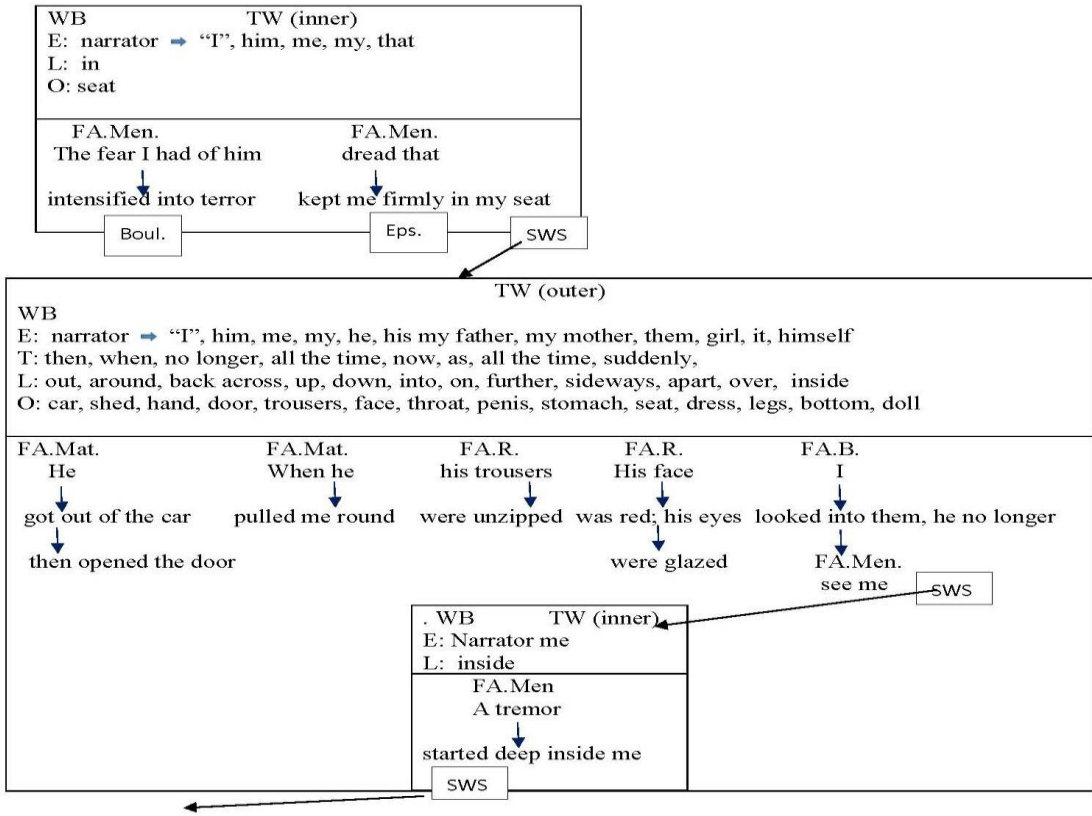 WB TW (inner)
E: narrator ➡ “I”, him, me, my, that
L: in
O: seat
FA.Men. FA.Men.
The fear I had of him dread that
intensified into terror kept me firmly in my seat
Boul. Eps. SWS
TW (outer)
WB
E: narrator ➡ “I”, him, me, my, he, his my father, my mother, them, girl, it, himself
T: then, when, no longer, all the time, now, as, all the time, suddenly,
L: out, around, back across, up, down, into, on, further, sideways, apart, over, inside
O: car, shed, hand, door, trousers, face, throat, penis, stomach, seat, dress, legs, bottom, doll
FA.Mat. FA.Mat. FA.R. FA.R. FA.B.
He When he his trousers His face I
got out of the car pulled me round were unzipped was red; his eyes looked into them, he no longer
then opened the door were glazed FA.Men.
see me SWS
. WB TW (inner)
E: Narrator me
L: inside
FA.Men
A tremor
started deep inside me
SWS